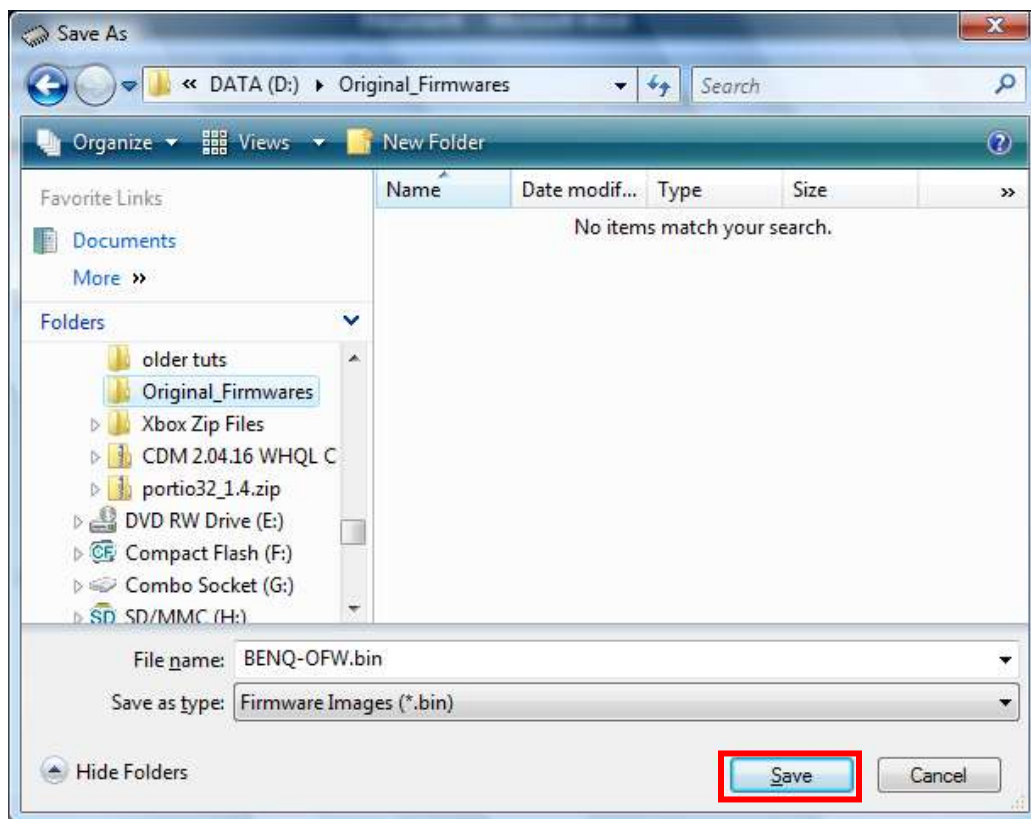 Save As
« DATA (D:) Original_Firmwares Search
Organize Views New Folder
Favorite Links
Documents
More »
Folders
older tuts
Original_Firmwares
Xbox Zip Files
CDM 2.04.16 WHQL C
portio32_1.4.zip
DVD RW Drive (E:)
Compact Flash (F:)
Combo Socket (G:)
SD/MMC (H:)
Name Date modif... Type Size »
No items match your search.
File name: BENQ-OFW.bin
Save as type: Firmware Images (*.bin)
Hide Folders Save Cancel